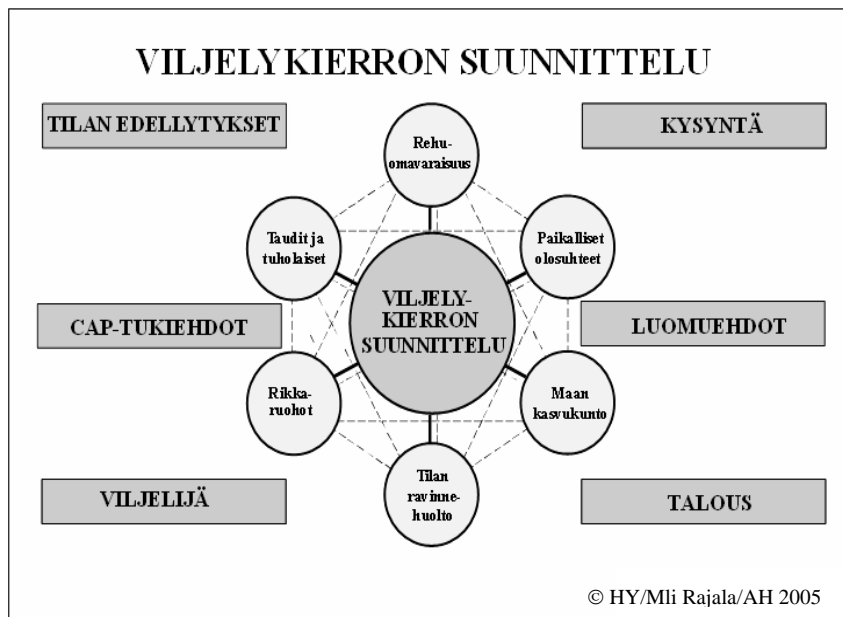 VILJELYKIERRON SUUNNITTELU
TILAN EDELLYTYKSET
KYSYNTÄ
Rehu-
omavaraisuus
Taudit ja
tuholaiset
Paikalliset
olosuhteet
VILJELY-
KIERRON
SUUNNITTELU
CAP-TUKIEHDOT
LUOMUEHDOT
Rikka-
ruohot
Maan
kasvukunto
Tilan
ravinne-
huolto
VILJELIJÄ
TALOUS
© HY/Mli Rajala/AH 2005